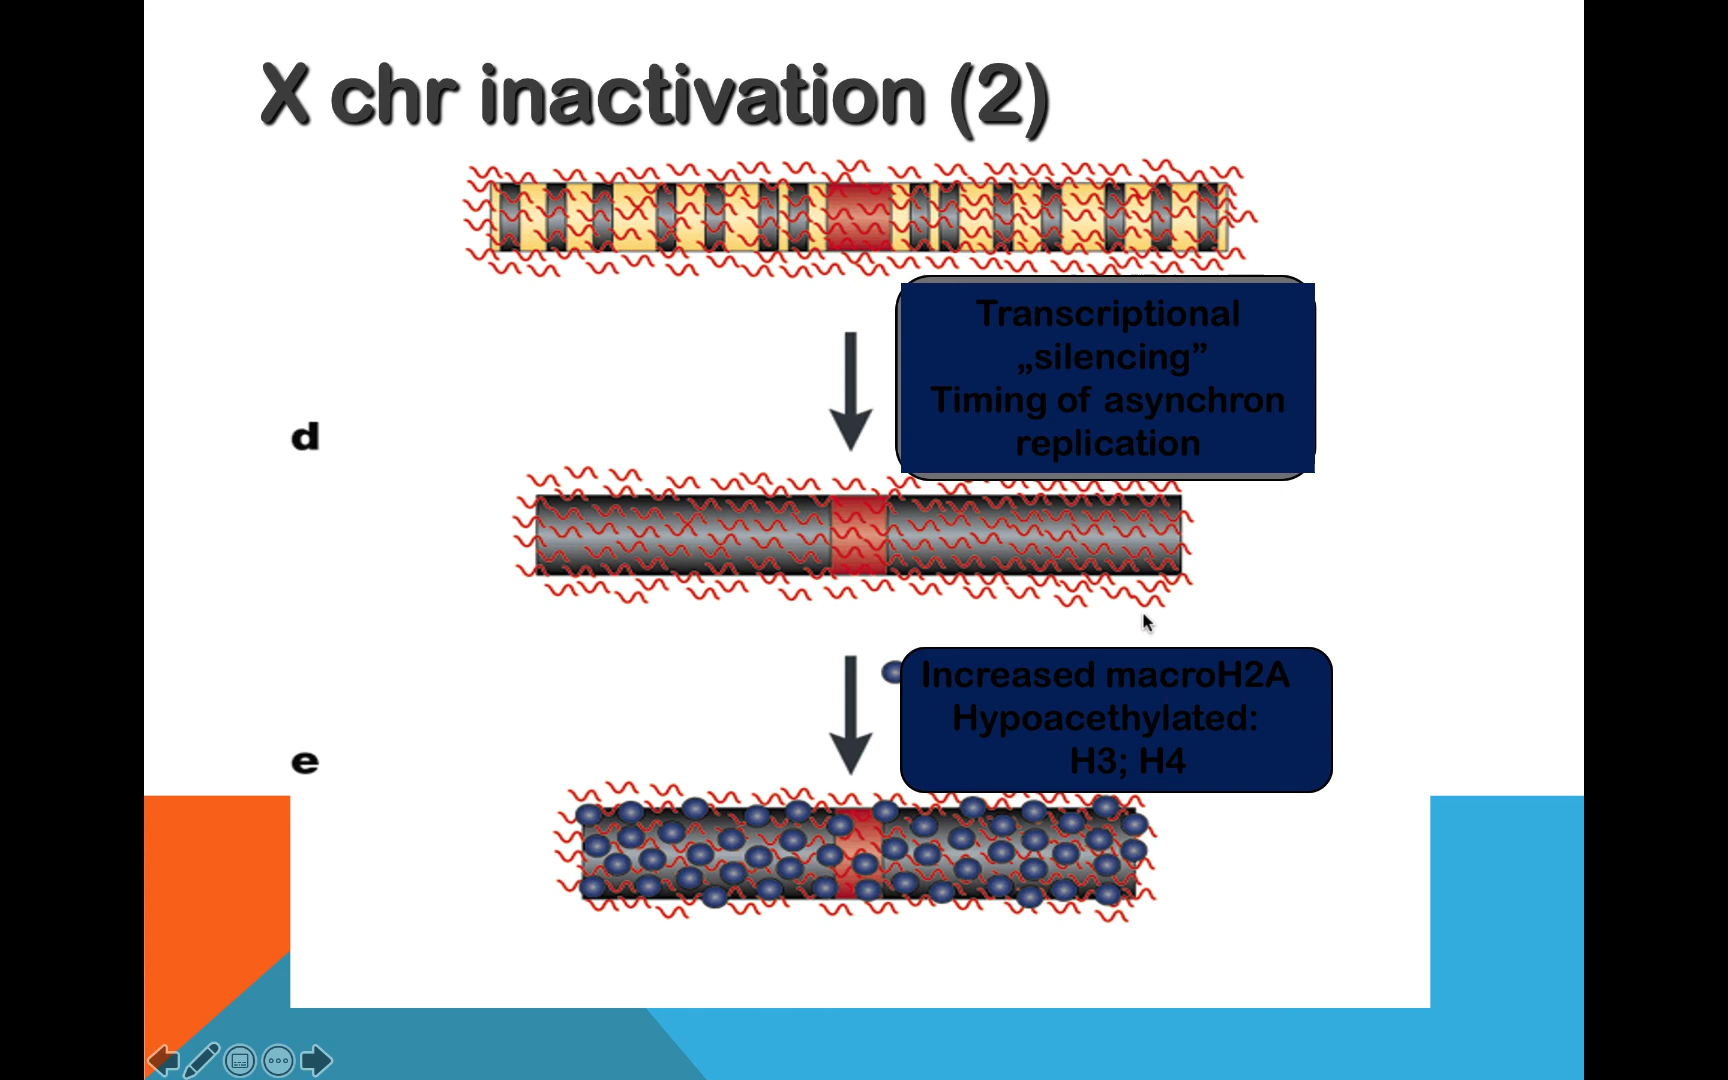 X chr inactivation (2)
Transcriptional
„silencing”
Timing of asynchron
replication
d
Increased macroH2A
Hypoacethylated:
H3; H4
e